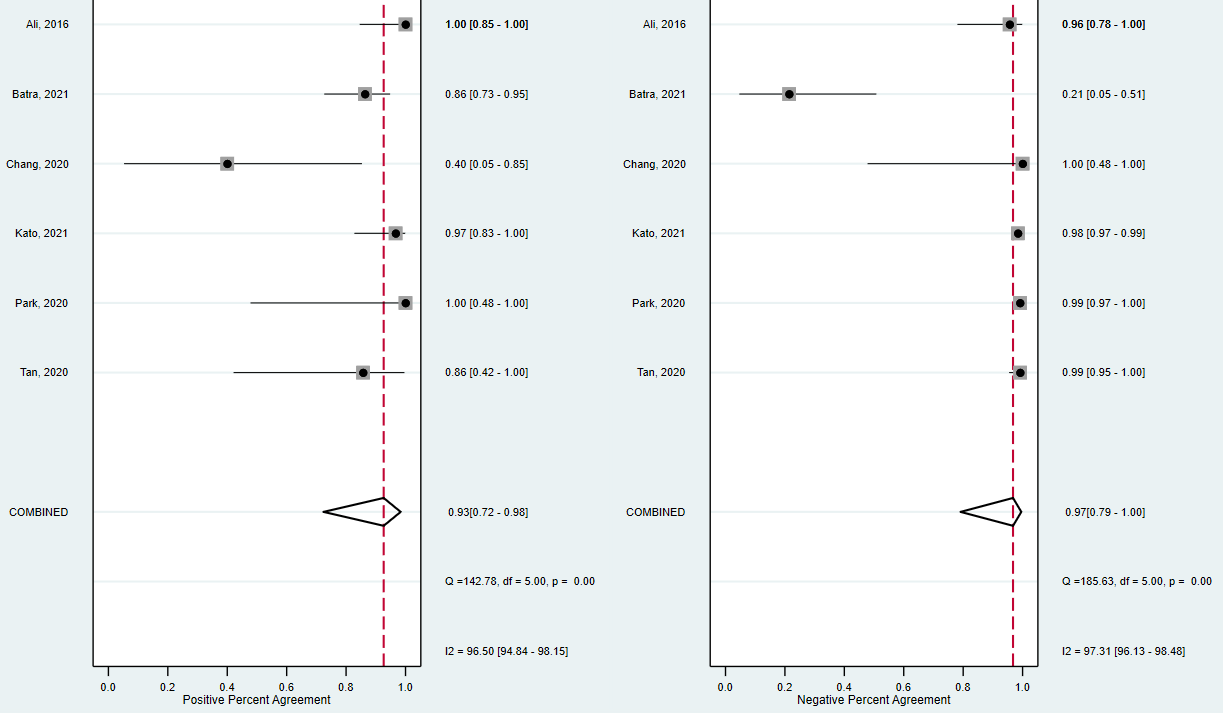 Ali, 2016 1.00 [0.85 - 1.00]
Batra, 2021 0.86 [0.73 - 0.95]
Chang, 2020 0.40 [0.05 - 0.85]
Kato, 2021 0.97 [0.83 - 1.00]
Park, 2020 1.00 [0.48 - 1.00]
Tan, 2020 0.86 [0.42 - 1.00]
COMBINED 0.93[0.72 - 0.98]
Q =142.78, df = 5.00, p = 0.00
I2 = 96.50 [94.84 - 98.15]
0.0 0.2 0.4 0.6 0.8 1.0
Positive Percent Agreement
Ali, 2016 0.96 [0.78 - 1.00]
Batra, 2021 0.21 [0.05 - 0.51]
Chang, 2020 1.00 [0.48 - 1.00]
Kato, 2021 0.98 [0.97 - 0.99]
Park, 2020 0.99 [0.97 - 1.00]
Tan, 2020 0.99 [0.95 - 1.00]
COMBINED 0.97[0.79 - 1.00]
Q =185.63, df = 5.00, p = 0.00
I2 = 97.31 [96.13 - 98.48]
0.0 0.2 0.4 0.6 0.8 1.0
Negative Percent Agreement